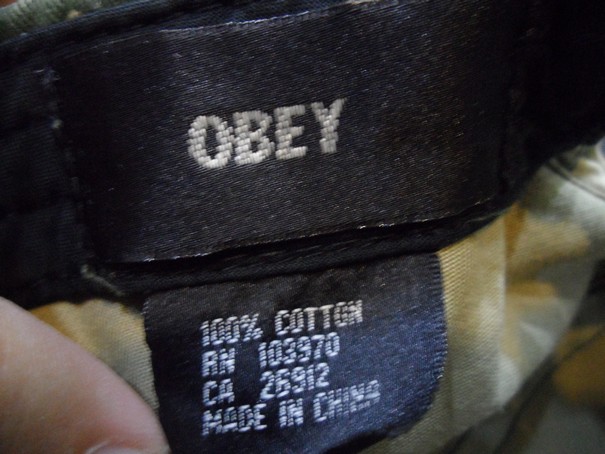 OBEY
100% COTTON
RN 103970
CA 26912
MADE IN CHINA